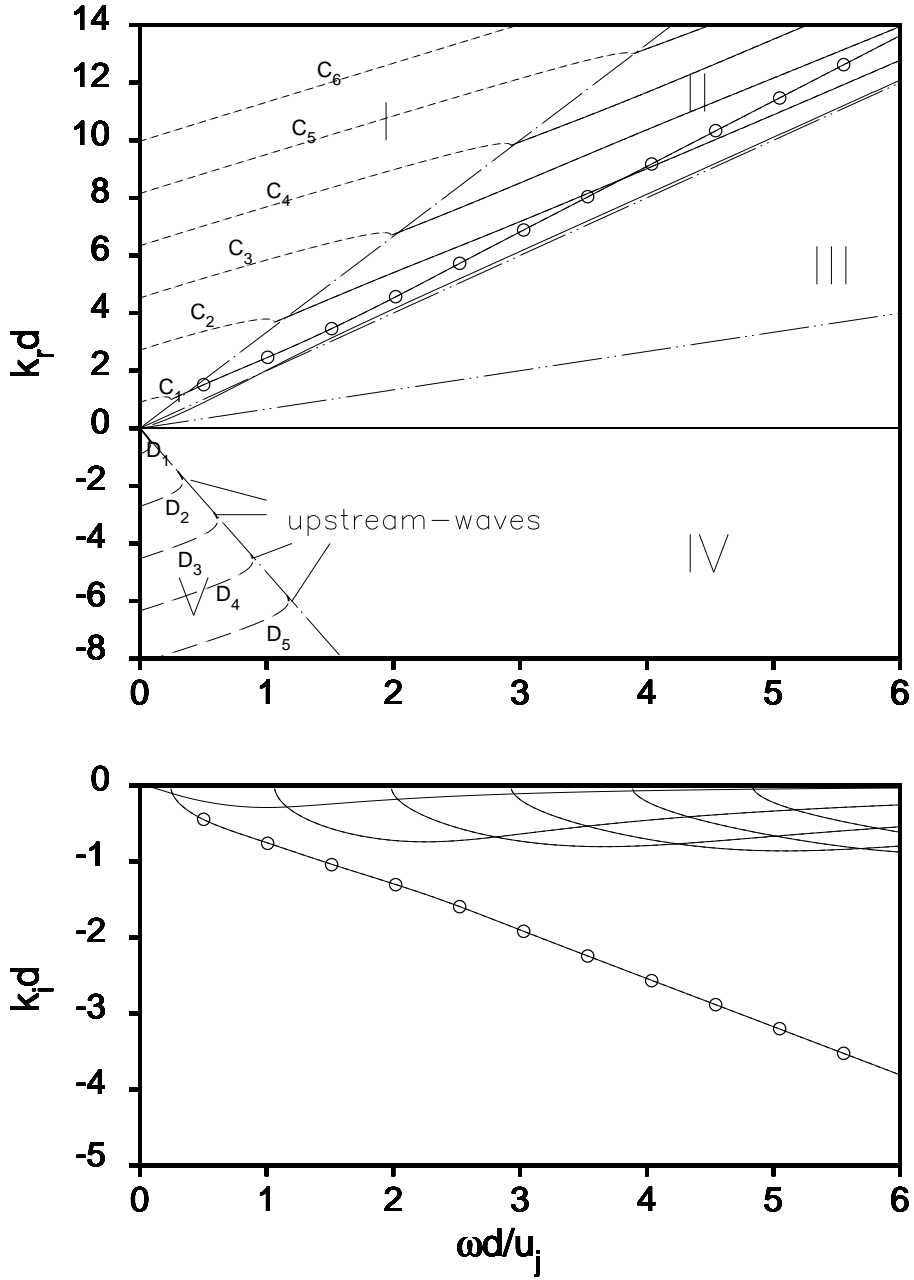 14
12
10
8
6
4
2
0
-2
-4
-6
-8
k_r d
C_6
C_5
C_4
C_3
C_2
C_1
I
II
III
IV
V
D_1
D_2
D_3
D_4
D_5
upstream-waves
0 1 2 3 4 5 6
0
-1
-2
-3
-4
-5
k_i d
0 1 2 3 4 5 6
ωd/u_j